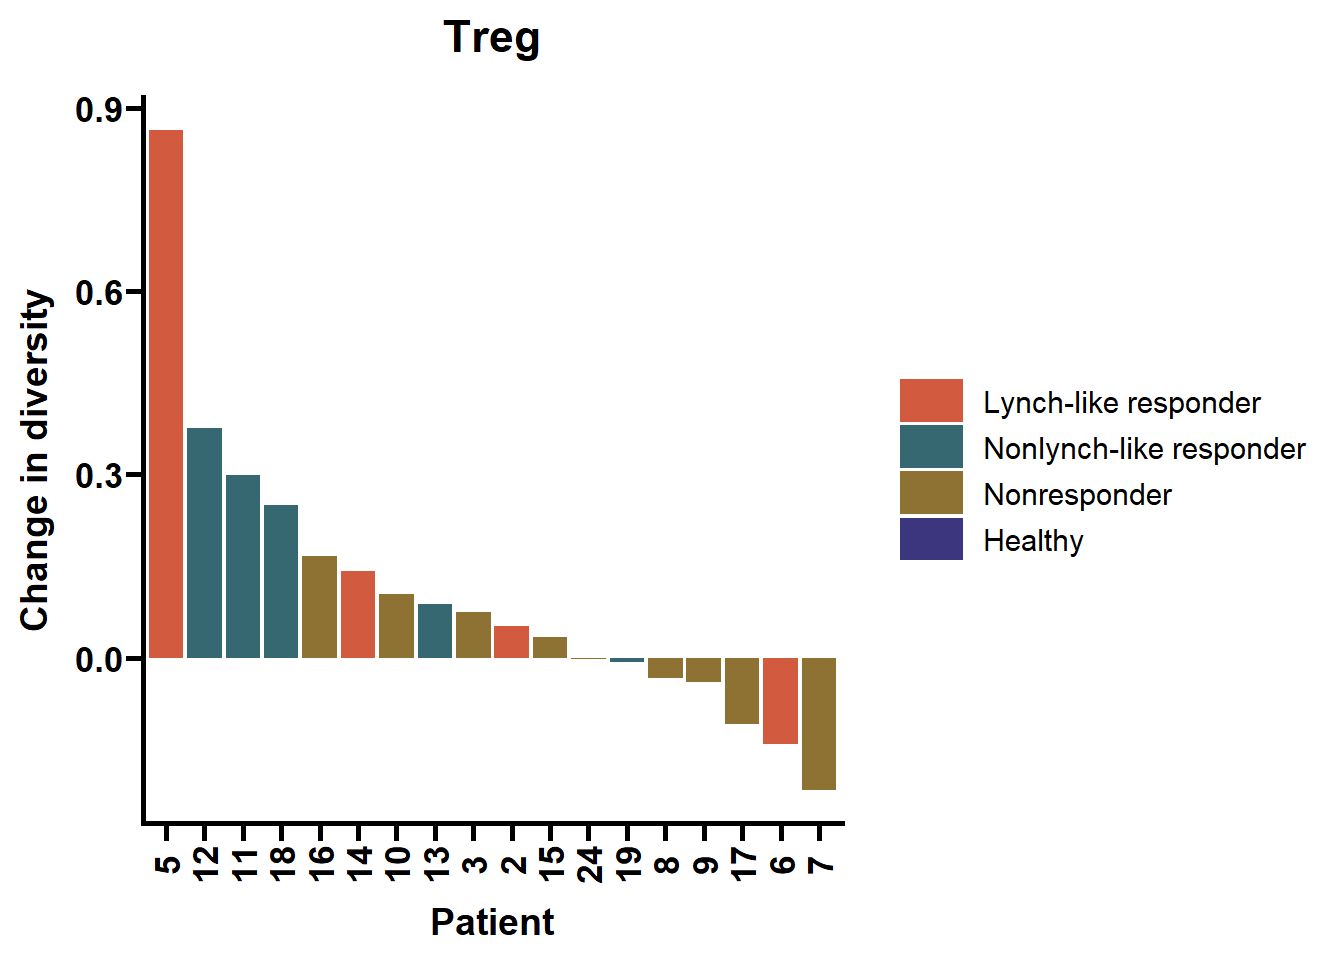 Treg
0.9
0.6
0.3
0.0
Change in diversity
5 12 11 18 16 14 10 13 3 2 15 24 19 8 9 17 6 7
Patient
Lynch-like responder
Nonlynch-like responder
Nonresponder
Healthy